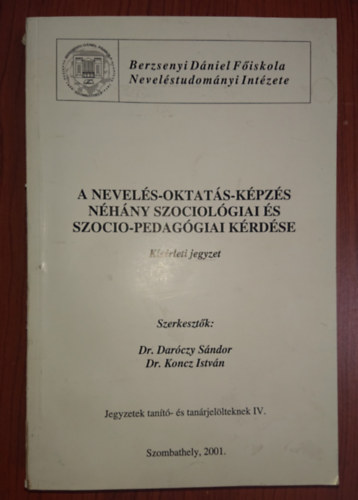 Berzsenyi Dániel Főiskola
Neveléstudományi Intézete
A NEVELÉS-OKTATÁS-KÉPZÉS
NÉHÁNY SZOCIOLÓGIAI ÉS
SZOCIO-PEDAGÓGIAI KÉRDÉSE
Kísérleti jegyzet
Szerkesztők:
Dr. Daróczy Sándor
Dr. Koncz István
Jegyzetek tanító- és tanárjelölteknek IV.
Szombathely, 2001.